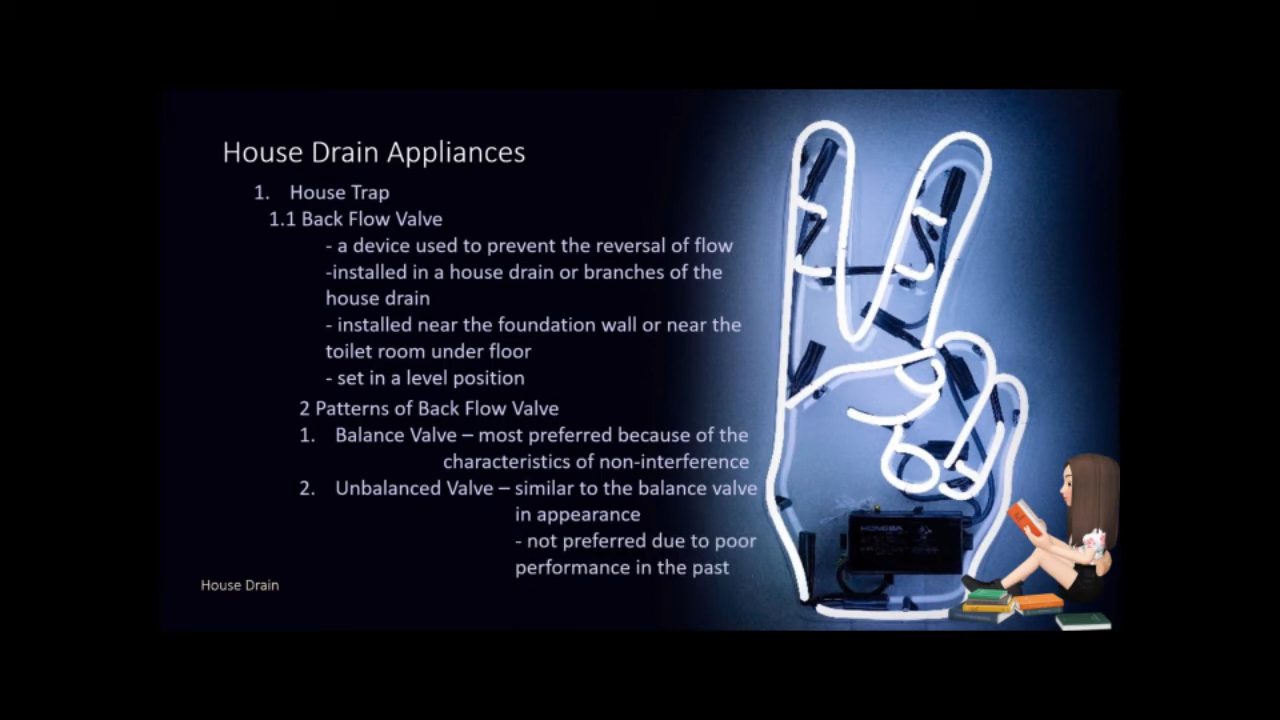 House Drain Appliances
1. House Trap
1.1 Back Flow Valve
- a device used to prevent the reversal of flow
-installed in a house drain or branches of the
house drain
- installed near the foundation wall or near the
toilet room under floor
- set in a level position
2 Patterns of Back Flow Valve
1. Balance Valve – most preferred because of the
characteristics of non-interference
2. Unbalanced Valve – similar to the balance valve
in appearance
- not preferred due to poor
performance in the past
House Drain